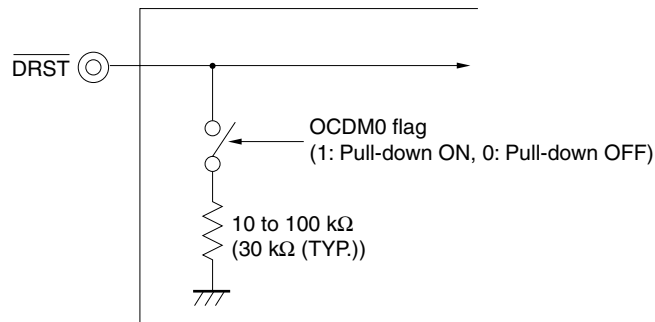 DRST
OCDM0 flag
(1: Pull-down ON, 0: Pull-down OFF)
10 to 100 kΩ
(30 kΩ (TYP.))